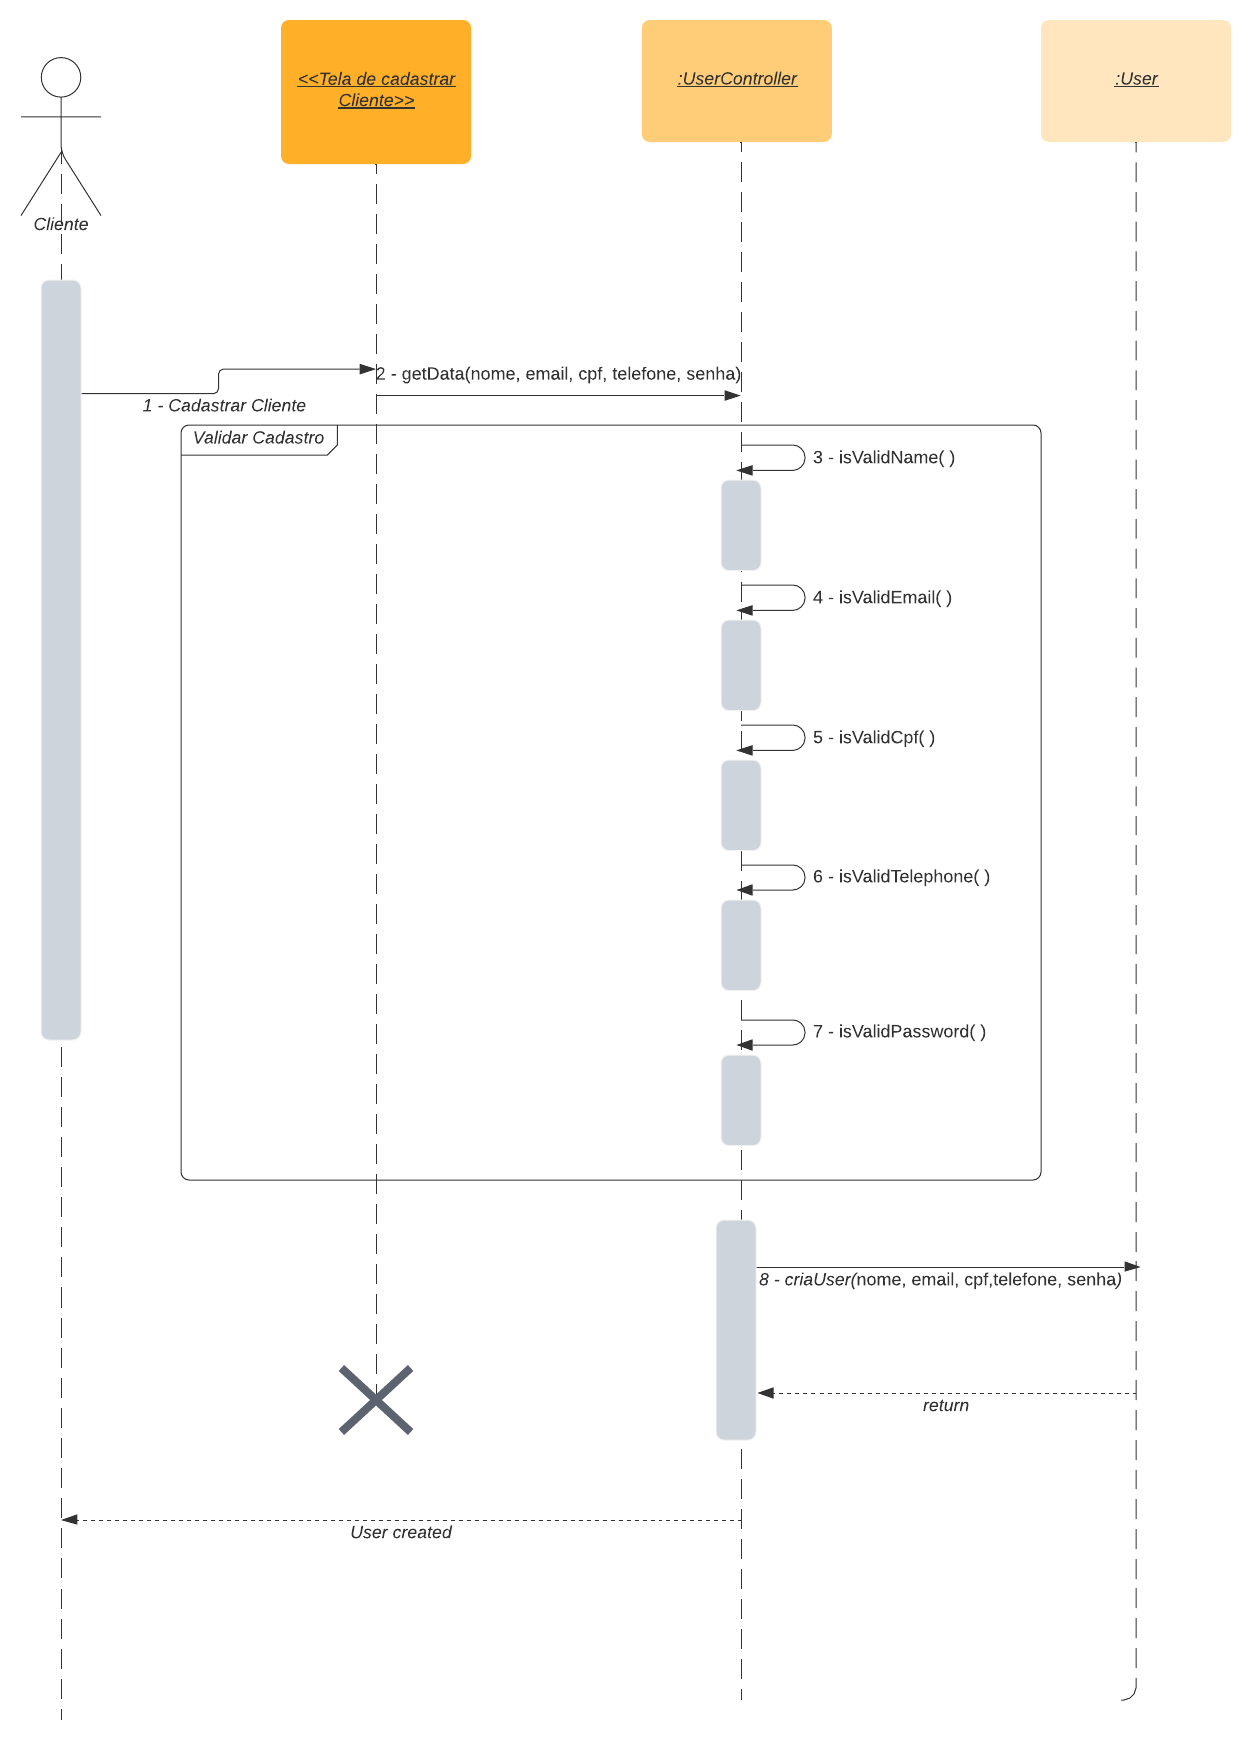 <<Tela de cadastrar
Cliente>>
:UserController
:User
Cliente
2 - getData(nome, email, cpf, telefone, senha)
1 - Cadastrar Cliente
Validar Cadastro
3 - isValidName( )
4 - isValidEmail( )
5 - isValidCpf( )
6 - isValidTelephone( )
7 - isValidPassword( )
8 - criaUser(nome, email, cpf,telefone, senha)
return
User created